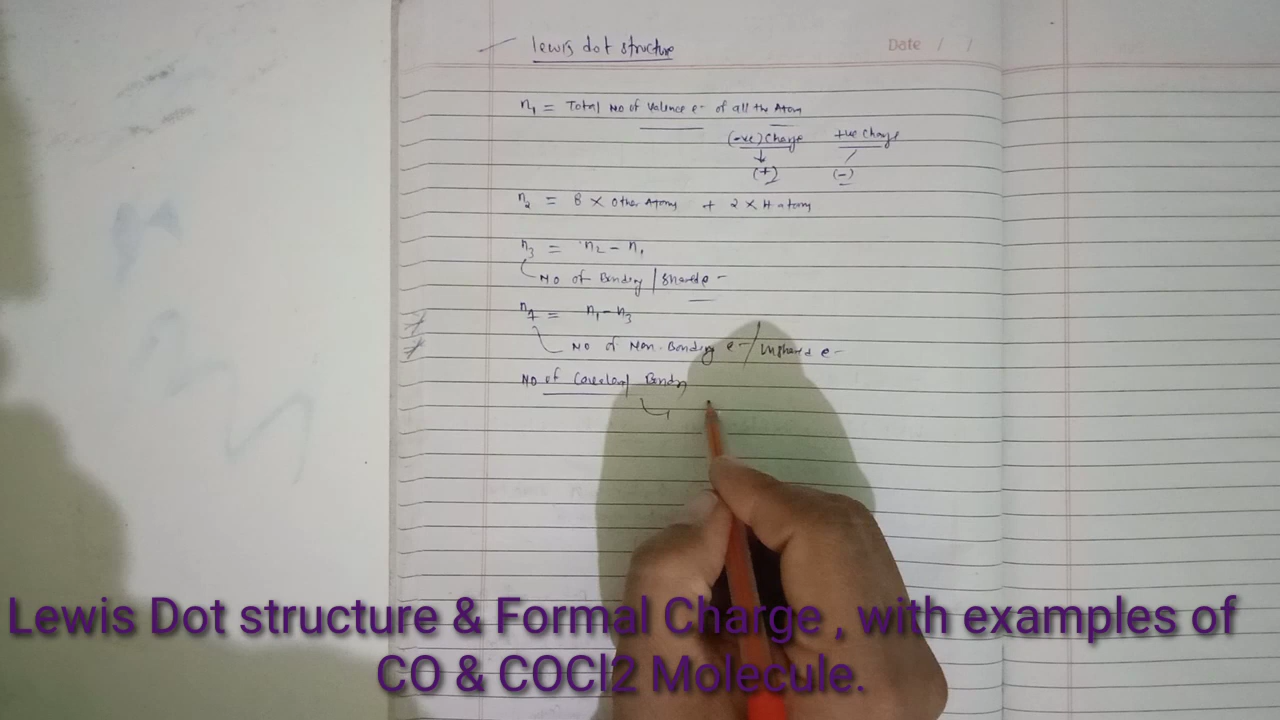 lewis dot structure
Date / /
n1 = Total No of Valence e- of all the Atom
(-ve) Charge +ve Charge
(+) (-)
n2 = 8 × Other Atoms + 2 × H atoms
n3 = n2 - n1
No of Bonding / Shared e-
n4 = n1 - n3
No of Non-Bonding e- / Unshared e-
No of Covalent Bonds
Lewis Dot structure & Formal Charge , with examples of
CO & COCl2 Molecule.